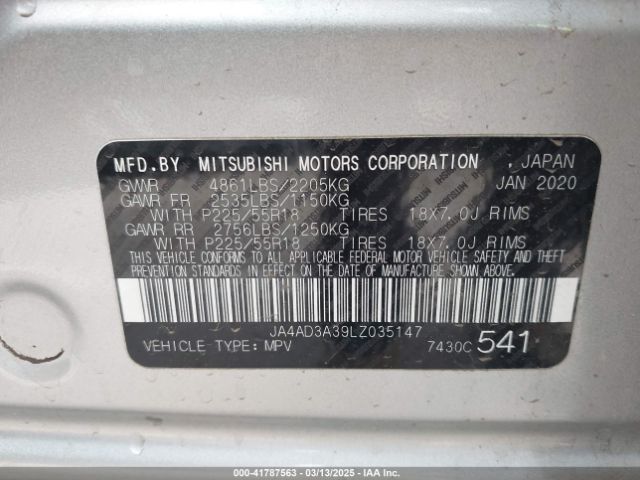 MFD.BY MITSUBISHI MOTORS CORPORATION , JAPAN
GVWR 4861LBS/2205KG JAN 2020
GAWR FR 2535LBS/1150KG
WITH P225/55R18 TIRES 18X7.0J RIMS
GAWR RR 2756LBS/1250KG
WITH P225/55R18 TIRES 18X7.0J RIMS
THIS VEHICLE CONFORMS TO ALL APPLICABLE FEDERAL MOTOR VEHICLE SAFETY AND THEFT
PREVENTION STANDARDS IN EFFECT ON THE DATE OF MANUFACTURE SHOWN ABOVE.
JA4AD3A39LZ035147
VEHICLE TYPE: MPV 7430C 541
000-41787563 — 03/13/2025 — IAA Inc.